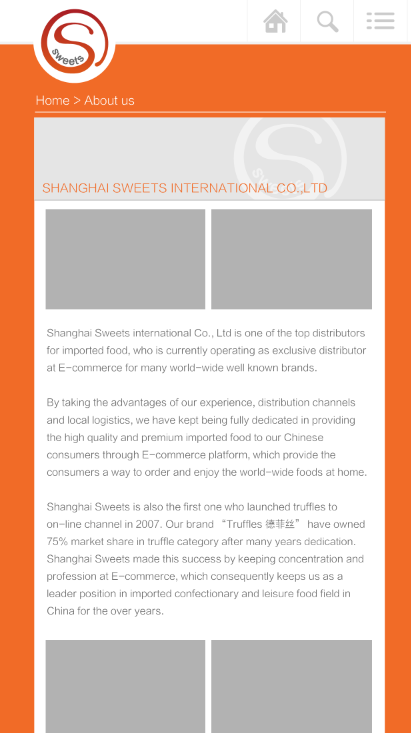 sweets
Home > About us
SHANGHAI SWEETS INTERNATIONAL CO.,LTD
Shanghai Sweets international Co., Ltd is one of the top distributors
for imported food, who is currently operating as exclusive distributor
at E-commerce for many world-wide well known brands.
By taking the advantages of our experience, distribution channels
and local logistics, we have kept being fully dedicated in providing
the high quality and premium imported food to our Chinese
consumers through E-commerce platform, which provide the
consumers a way to order and enjoy the world-wide foods at home.
Shanghai Sweets is also the first one who launched truffles to
on-line channel in 2007. Our brand “Truffles 德菲丝” have owned
75% market share in truffle category after many years dedication.
Shanghai Sweets made this success by keeping concentration and
profession at E-commerce, which consequently keeps us as a
leader position in imported confectionary and leisure food field in
China for the over years.